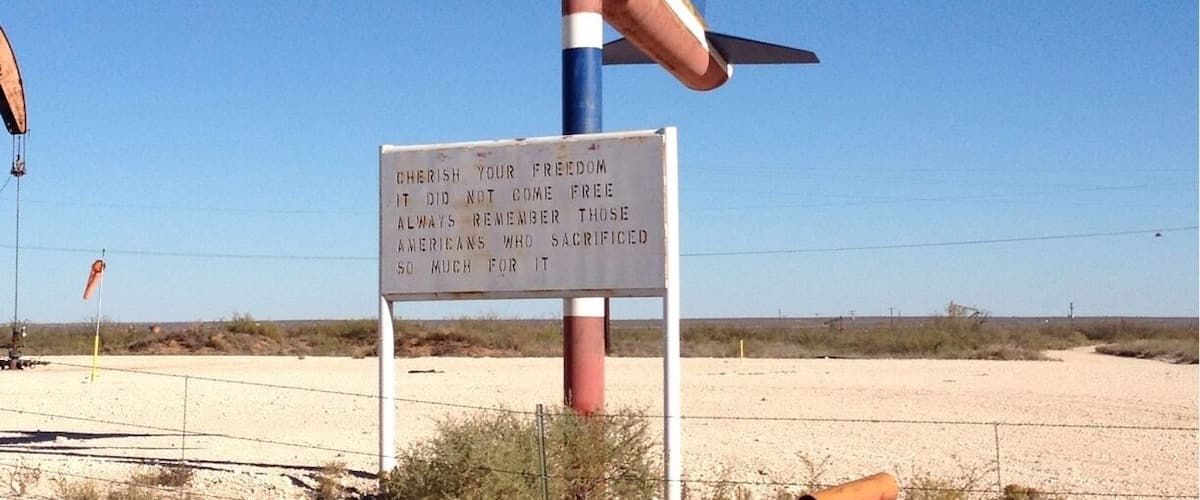 CHERISH YOUR FREEDOM
IT DID NOT COME FREE
ALWAYS REMEMBER THOSE
AMERICANS WHO SACRIFICED
SO MUCH FOR IT